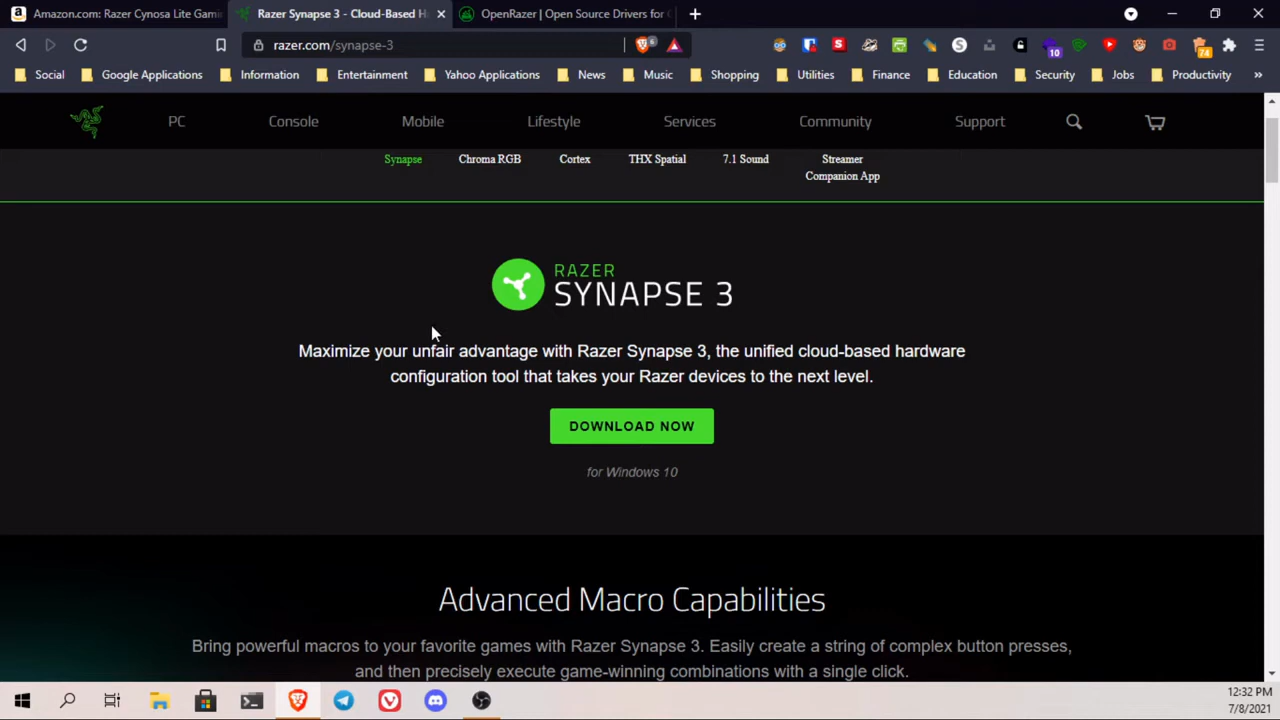 Amazon.com: Razer Cynosa Lite Gami
Razer Synapse 3 - Cloud-Based H
OpenRazer | Open Source Drivers for
razer.com/synapse-3
6
10
74
Social
Google Applications
Information
Entertainment
Yahoo Applications
News
Music
Shopping
Utilities
Finance
Education
Security
Jobs
Productivity
PC
Console
Mobile
Lifestyle
Services
Community
Support
Synapse
Chroma RGB
Cortex
THX Spatial
7.1 Sound
Streamer
Companion App
RAZER
SYNAPSE 3
Maximize your unfair advantage with Razer Synapse 3, the unified cloud-based hardware
configuration tool that takes your Razer devices to the next level.
DOWNLOAD NOW
for Windows 10
Advanced Macro Capabilities
Bring powerful macros to your favorite games with Razer Synapse 3. Easily create a string of complex button presses,
and then precisely execute game-winning combinations with a single click.
12:32 PM
7/8/2021